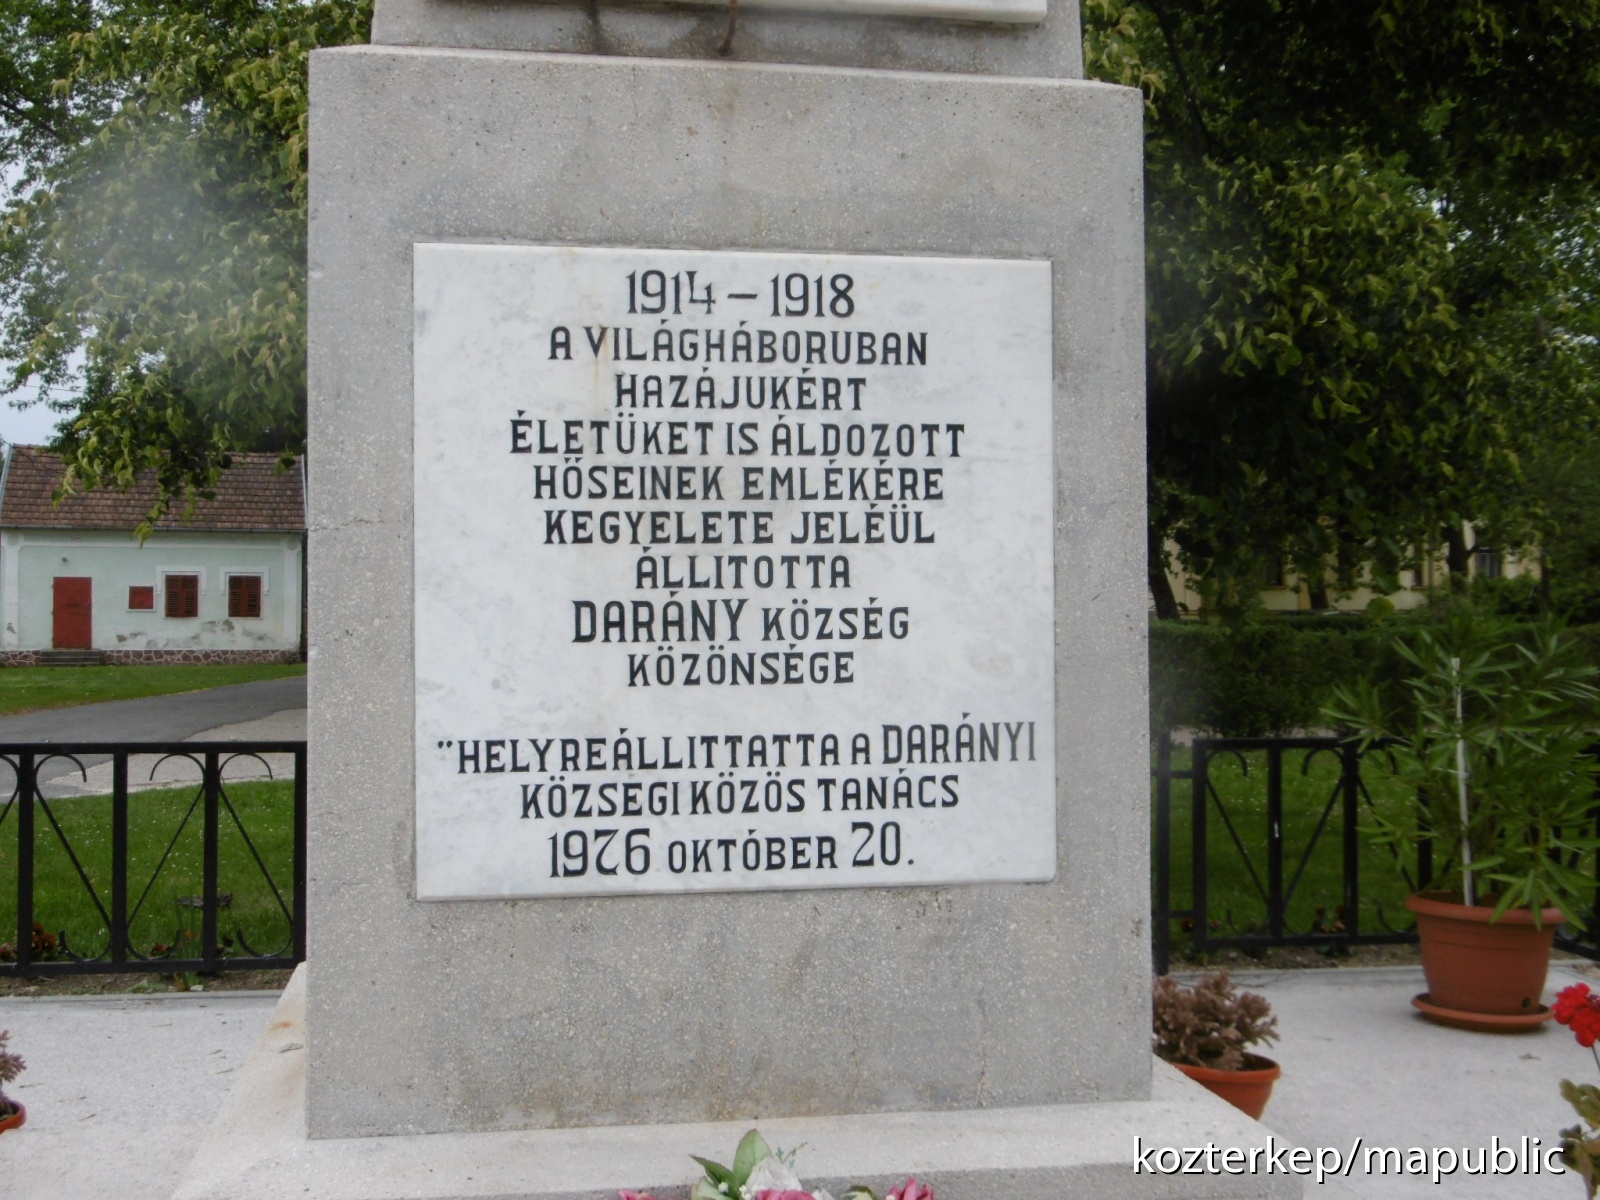 1914 – 1918
A VILÁGHÁBORUBAN
HAZÁJUKÉRT
ÉLETÜKET IS ÁLDOZOTT
HŐSEINEK EMLÉKÉRE
KEGYELETE JELÉÜL
ÁLLITOTTA
DARÁNY KÖZSÉG
KÖZÖNSÉGE
"HELYREÁLLITTATTA A DARÁNYI
KÖZSEGI KÖZÖS TANÁCS
1976 OKTÓBER 20.
kozterkep/mapublic